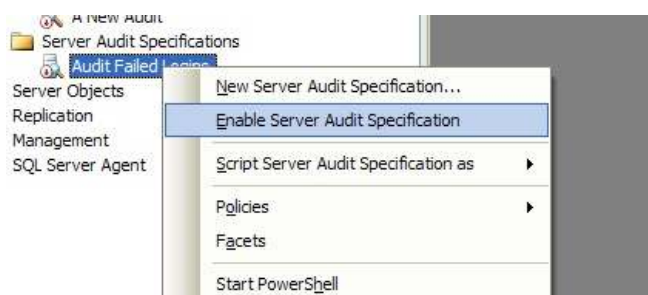 A New Audit
Server Audit Specifications
Audit Failed Logins
Server Objects
Replication
Management
SQL Server Agent
New Server Audit Specification...
Enable Server Audit Specification
Script Server Audit Specification as
Policies
Facets
Start PowerShell